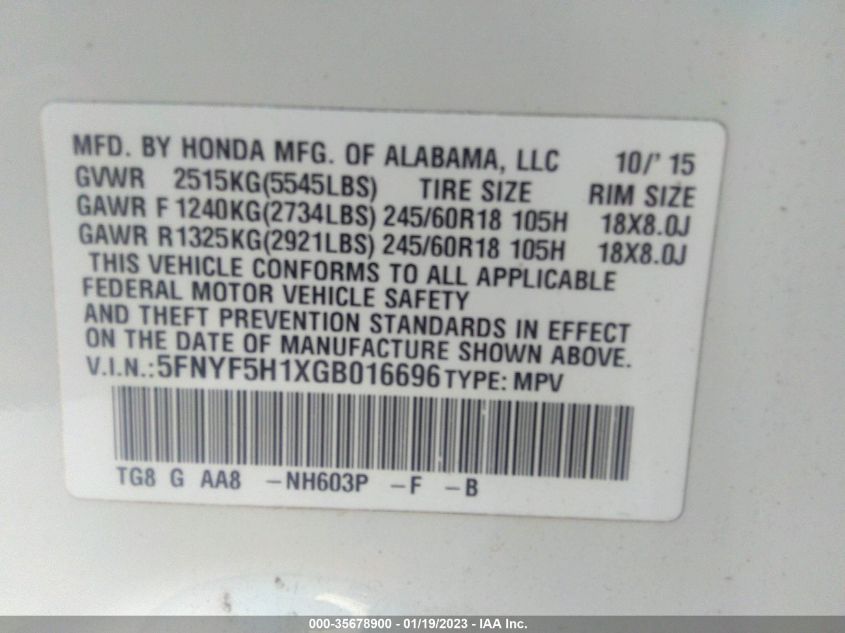 MFD. BY HONDA MFG. OF ALABAMA, LLC 10/' 15
GVWR 2515KG(5545LBS) TIRE SIZE RIM SIZE
GAWR F 1240KG(2734LBS) 245/60R18 105H 18X8.0J
GAWR R1325KG(2921LBS) 245/60R18 105H 18X8.0J
THIS VEHICLE CONFORMS TO ALL APPLICABLE
FEDERAL MOTOR VEHICLE SAFETY
AND THEFT PREVENTION STANDARDS IN EFFECT
ON THE DATE OF MANUFACTURE SHOWN ABOVE.
V.I.N.:5FNYF5H1XGB016696 TYPE: MPV
TG8 G AA8 -NH603P -F -B
000-35678900 - 01/19/2023 - IAA Inc.